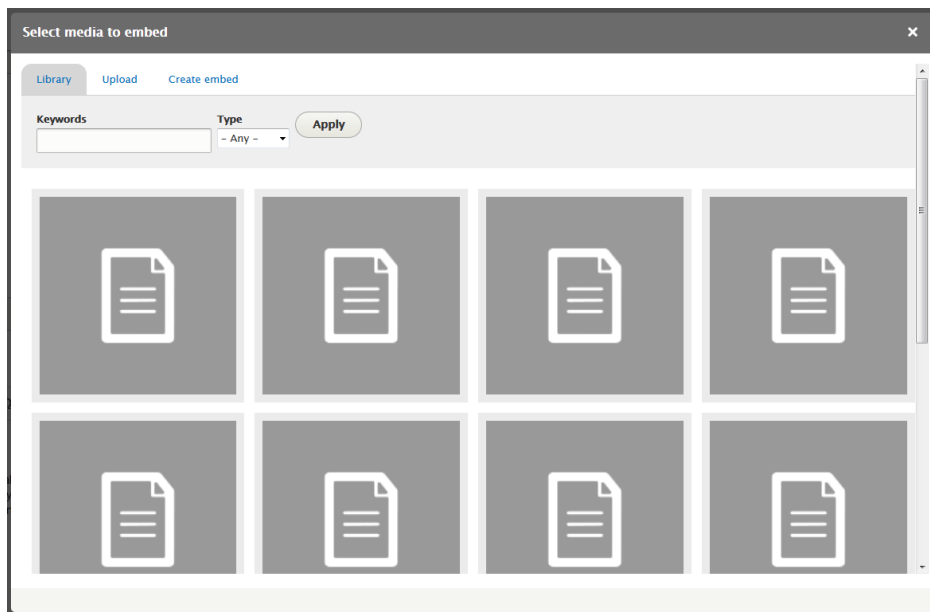 Select media to embed ×
Library Upload Create embed
Keywords Type
- Any - Apply